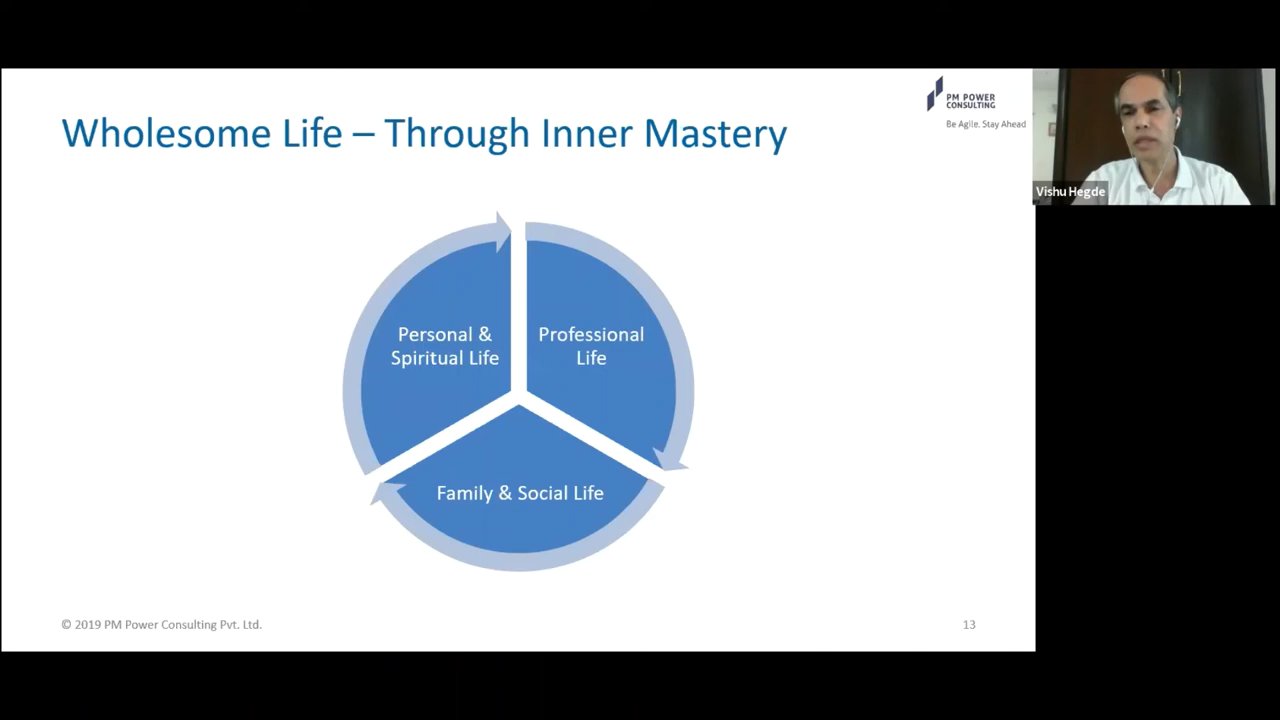 Wholesome Life – Through Inner Mastery
PM POWER
CONSULTING
Be Agile, Stay Ahead
Vishu Hegde
Personal &
Spiritual Life
Professional
Life
Family & Social Life
© 2019 PM Power Consulting Pvt. Ltd.
13